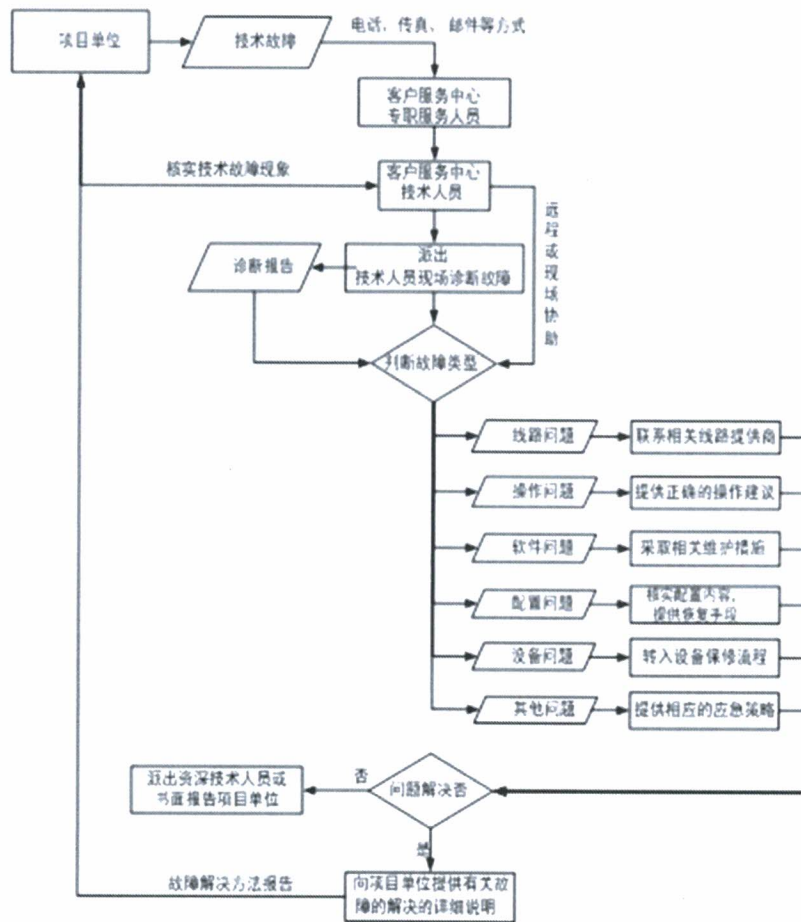 项目单位
技术故障
电话，传真、邮件等方式
客户服务中心
专职服务人员
核实技术故障现象
客户服务中心
技术人员
远程或现场协助
诊断报告
派出
技术人员现场诊断故障
判断故障类型
线路问题
联系相关线路提供商
操作问题
提供正确的操作建议
软件问题
采取相关维护措施
配置问题
核实配置内容，
提供恢复手段
设备问题
转入设备保修流程
其他问题
提供相应的应急策略
派出资深技术人员或
书面报告项目单位
否
问题解决否
是
故障解决方法报告
向项目单位提供有关故
障的解决的详细说明